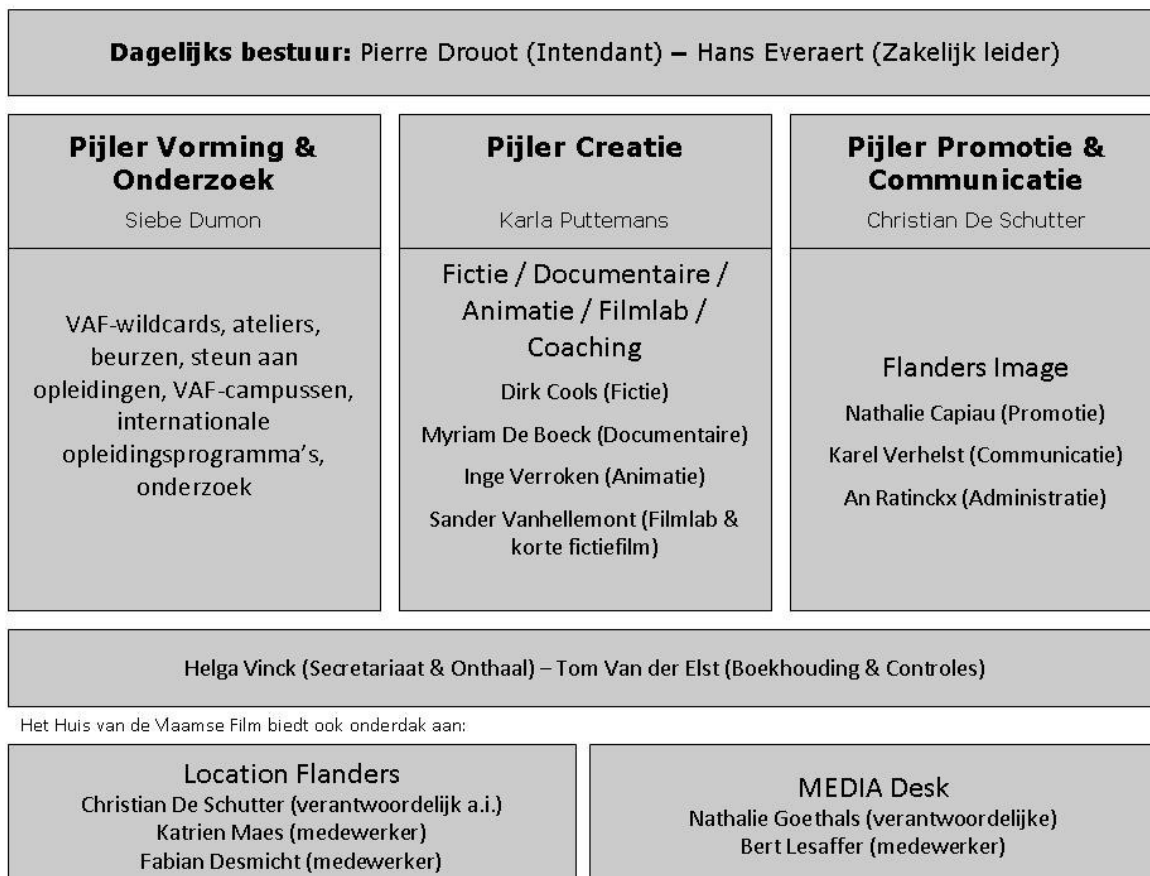 Dagelijks bestuur: Pierre Drouot (Intendant) – Hans Everaert (Zakelijk leider)
Pijler Vorming &
Onderzoek
Siebe Dumon
VAF-wildcards, ateliers,
beurzen, steun aan
opleidingen, VAF-campussen,
internationale
opleidingsprogramma's,
onderzoek
Pijler Creatie
Karla Puttemans
Fictie / Documentaire /
Animatie / Filmlab /
Coaching
Dirk Cools (Fictie)
Myriam De Boeck (Documentaire)
Inge Verroken (Animatie)
Sander Vanhellemont (Filmlab &
korte fictiefilm)
Pijler Promotie &
Communicatie
Christian De Schutter
Flanders Image
Nathalie Capiau (Promotie)
Karel Verhelst (Communicatie)
An Ratinckx (Administratie)
Helga Vinck (Secretariaat & Onthaal) – Tom Van der Elst (Boekhouding & Controles)
Het Huis van de Vlaamse Film biedt ook onderdak aan:
Location Flanders
Christian De Schutter (verantwoordelijk a.i.)
Katrien Maes (medewerker)
Fabian Desmicht (medewerker)
MEDIA Desk
Nathalie Goethals (verantwoordelijke)
Bert Lesaffer (medewerker)